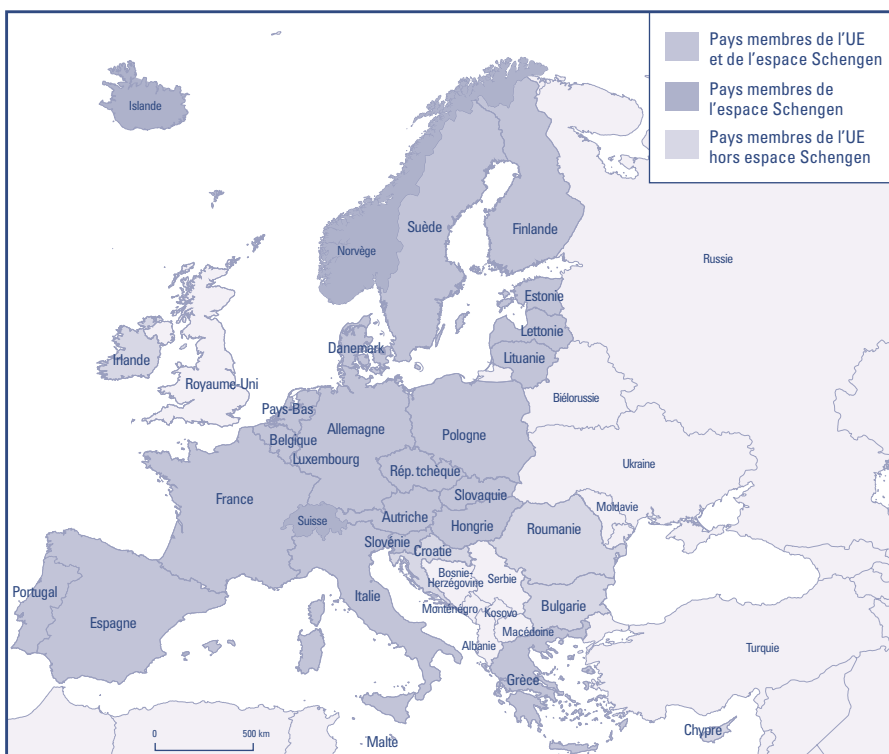 Pays membres de l'UE
et de l'espace Schengen
Pays membres de
l'espace Schengen
Pays membres de l'UE
hors espace Schengen
Islande
Suède
Finlande
Norvège
Russie
Estonie
Lettonie
Danemark
Lituanie
Irlande
Royaume-Uni
Biélorussie
Pays-Bas
Allemagne
Pologne
Belgique
Luxembourg
Ukraine
Rép. tchèque
Slovaquie
France
Moldavie
Suisse
Autriche
Hongrie
Roumanie
Slovénie
Croatie
Bosnie-
Herzégovine
Serbie
Portugal
Italie
Espagne
Monténégro
Kosovo
Bulgarie
Macédoine
Albanie
Turquie
Grèce
Chypre
0 500 km
Malte